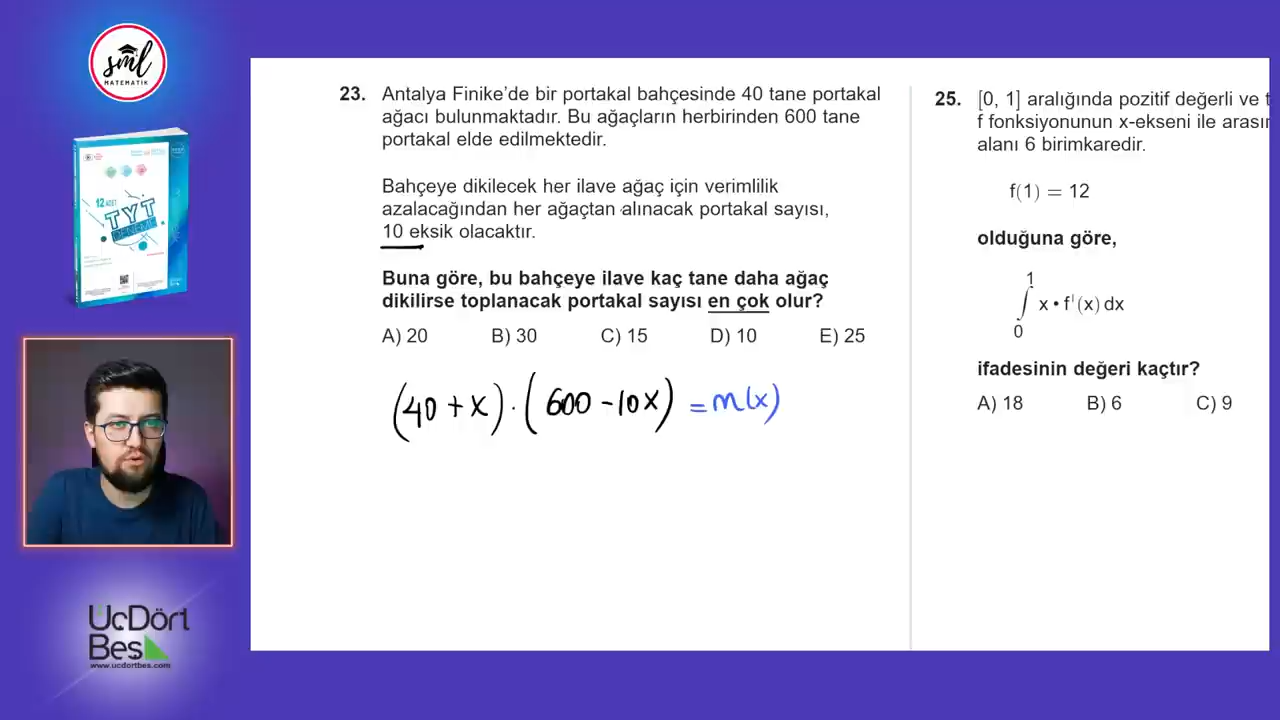 sml
MATEMATİK
12 ADET
TYT
DENEME
ÜçDört
Beş
www.ucdortbes.com
23. Antalya Finike'de bir portakal bahçesinde 40 tane portakal
ağacı bulunmaktadır. Bu ağaçların herbirinden 600 tane
portakal elde edilmektedir.
Bahçeye dikilecek her ilave ağaç için verimlilik
azalacağından her ağaçtan alınacak portakal sayısı,
10 eksik olacaktır.
Buna göre, bu bahçeye ilave kaç tane daha ağaç
dikilirse toplanacak portakal sayısı en çok olur?
A) 20 B) 30 C) 15 D) 10 E) 25
(40 + x) · (600 - 10x) = m(x)
25. [0, 1] aralığında pozitif değerli ve
f fonksiyonunun x-ekseni ile
alanı 6 birimkaredir.
f(1) = 12
olduğuna göre,
1
∫ x • f'(x) dx
0
ifadesinin değeri kaçtır?
A) 18 B) 6 C) 9